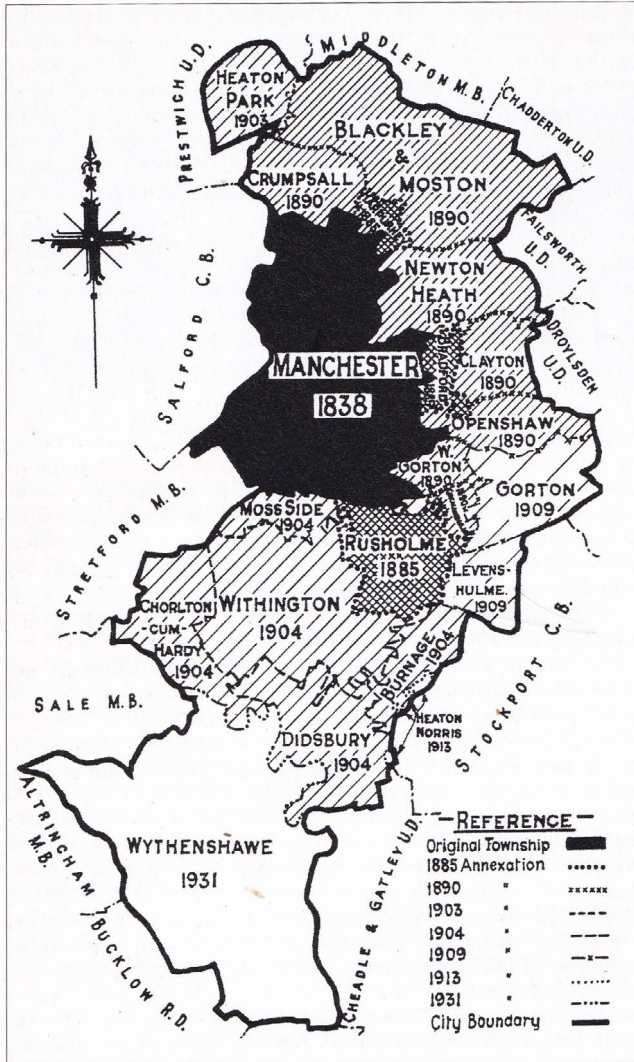 PRESTWICH U.D.
MIDDLETON M.B.
CHADDERTON U.D.
HEATON
PARK
1903
BLACKLEY
&
MOSTON
1890
CRUMPSALL
1890
FAILSWORTH
U.D.
NEWTON
HEATH
1890
DROYLSDEN
U.D.
SALFORD C.B.
MANCHESTER
1838
BRADFORD
CLAYTON
1890
OPENSHAW
1890
W.
GORTON
1890
GORTON
1909
STRETFORD M.B.
MOSS SIDE
1904
RUSHOLME
1885
LEVENS-
HULME
1909
WITHINGTON
1904
CHORLTON
-CUM-
HARDY
1904
BURNAGE
1904
STOCKPORT C.B.
SALE M.B.
HEATON
NORRIS
1913
DIDSBURY
1904
ALTRINCHAM
M.B.
WYTHENSHAWE
1931
BUCKLOW R.D.
CHEADLE & GATLEY U.D.
-REFERENCE-
Original Township
1885 Annexation
1890 "
1903 "
1904 "
1909 "
1913 "
1931 "
City Boundary